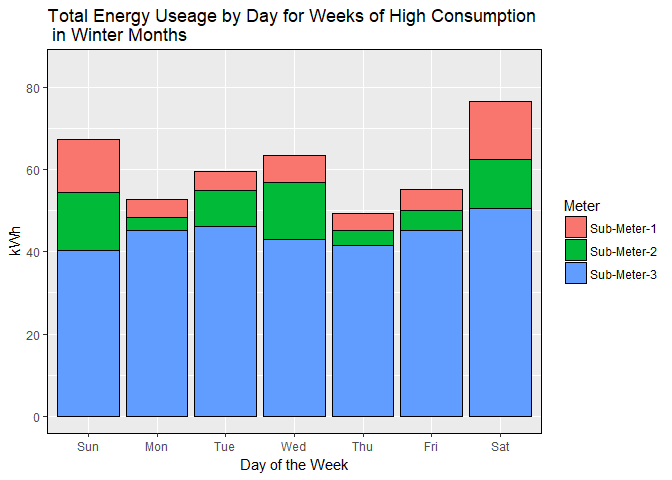 Total Energy Useage by Day for Weeks of High Consumption
in Winter Months
80
60
40
20
0
kWh
Sun Mon Tue Wed Thu Fri Sat
Day of the Week
Meter
Sub-Meter-1
Sub-Meter-2
Sub-Meter-3